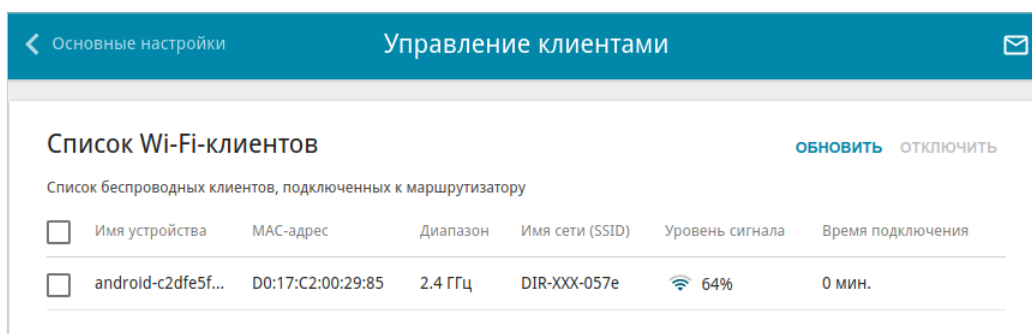 Основные настройки Управление клиентами
Список Wi-Fi-клиентов ОБНОВИТЬ ОТКЛЮЧИТЬ
Список беспроводных клиентов, подключенных к маршрутизатору
Имя устройства MAC-адрес Диапазон Имя сети (SSID) Уровень сигнала Время подключения
android-c2dfe5f... D0:17:C2:00:29:85 2.4 ГГц DIR-XXX-057e 64% 0 мин.